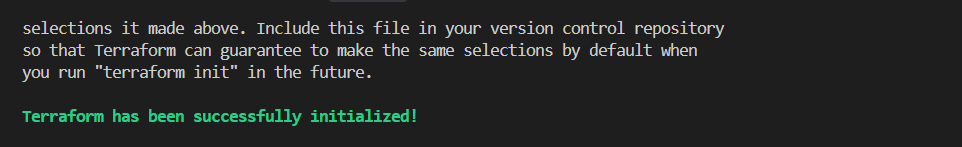 selections it made above. Include this file in your version control repository
so that Terraform can guarantee to make the same selections by default when
you run "terraform init" in the future.
Terraform has been successfully initialized!